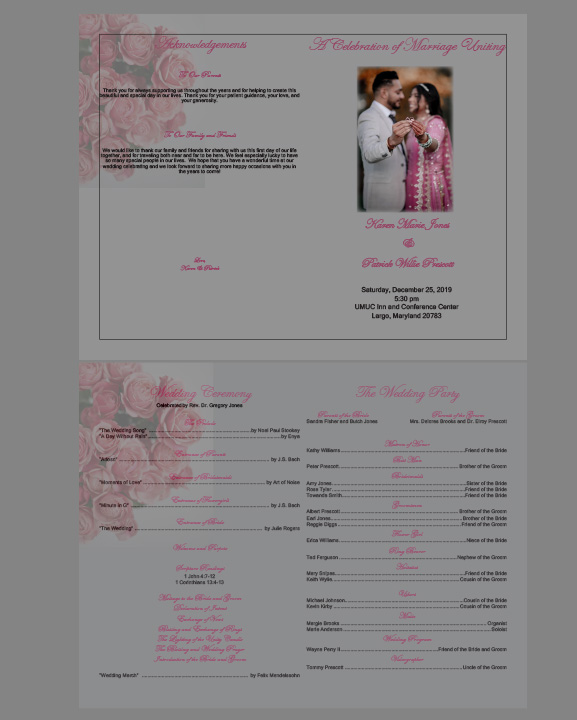 Acknowledgements
To Our Parents
Thank you for always supporting us throughout the years and for helping to create this
beautiful and special day in our lives. Thank you for your patient guidance, your love, and
your generosity.
To Our Family and Friends
We would like to thank our family and friends for sharing with us this first day of our life
together, and for traveling both near and far to be here. We feel especially lucky to have
so many special people in our lives. We hope that you have a wonderful time at our
wedding celebrating and we look forward to sharing more happy occasions with you in
the years to come!
Love,
Karen & Patrick
A Celebration of Marriage Uniting
Karen Marie Jones
&
Patrick Willie Prescott
Saturday, December 25, 2019
5:30 pm
UMUC Inn and Conference Center
Largo, Maryland 20783
Wedding Ceremony
Celebrated by Rev. Dr. Gregory Jones
The Prelude
"The Wedding Song" by Noel Paul Stookey
"A Day Without Rain" by Enya
Entrance of Parents
by J.S. Bach
Entrance of Bridesmaids
"Moments of Love" by Art of Noise
by J.S. Bach
Entrance of Bride
"The Wedding" by Julie Rogers
Welcome and Purpose
Scripture Readings
1 John 4:7-12
1 Corinthians 13:4-13
Declaration of Intent
Exchange of Vows
Blessing and Exchange of Rings
The Lighting of the Unity Candle
The Blessing and Wedding Prayer
Introduction of the Bride and Groom
"Wedding March" by Felix Mendelssohn
The Wedding Party
Parents of the Bride
Sandra Fisher and Butch Jones
Parents of the Groom
Mrs. Delores Brooks and Dr. Elroy Prescott
Matron of Honor
Kathy Williams Friend of the Bride
Best Man
Peter Prescott Brother of the Groom
Bridesmaids
Amy Jones Sister of the Bride
Rose Tyler Friend of the Bride
Towanda Smith Friend of the Bride
Groomsmen
Albert Prescott Brother of the Groom
Earl Jones Brother of the Bride
Reggie Diggs Friend of the Groom
Flower Girl
Erica Williams Niece of the Bride
Ring Bearer
Ted Ferguson Nephew of the Groom
Hostesses
Mary Snipes Friend of the Bride
Keith Wylie Cousin of the Groom
Ushers
Michael Johnson Cousin of the Bride
Kevin Kirby Cousin of the Groom
Music
Margie Brooks Organist
Marie Anderson Soloist
Wedding Programs
Wayne Perry II Friend of the Bride and Groom
Videographer
Tommy Prescott Uncle of the Groom